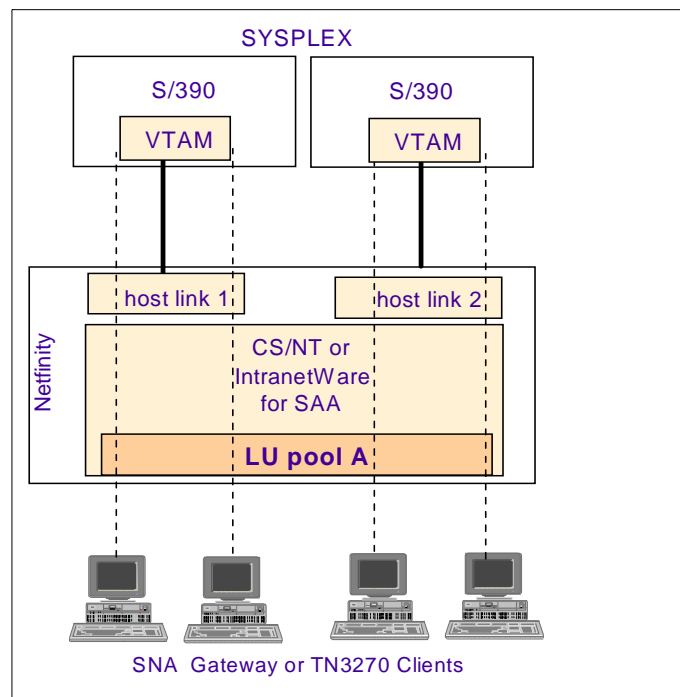 SYSPLEX
S/390
S/390
VTAM
VTAM
host link 1
host link 2
Netfinity
CS/NT or
IntranetWare
for SAA
LU pool A
SNA Gateway or TN3270 Clients